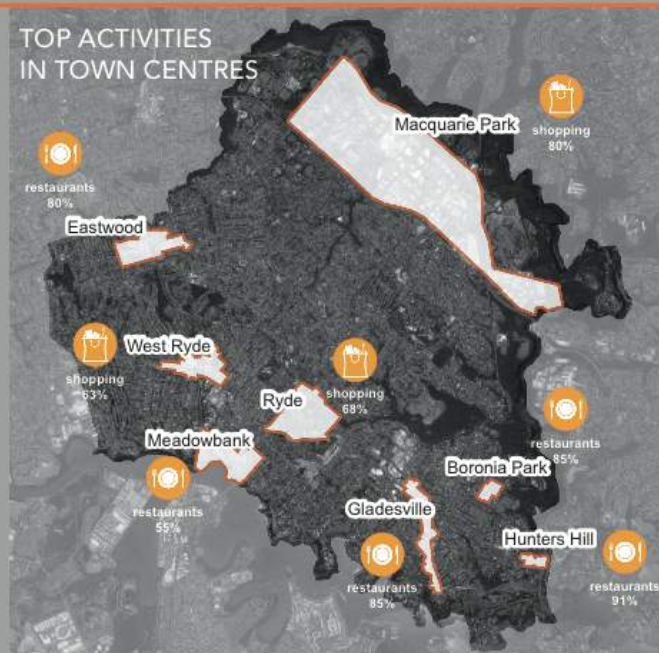 TOP ACTIVITIES
IN TOWN CENTRES
Macquarie Park
shopping
80%
restaurants
80%
Eastwood
West Ryde
shopping
63%
shopping
68%
Ryde
Meadowbank
restaurants
55%
restaurants
85%
Boronia Park
Gladesville
restaurants
85%
Hunters Hill
restaurants
91%